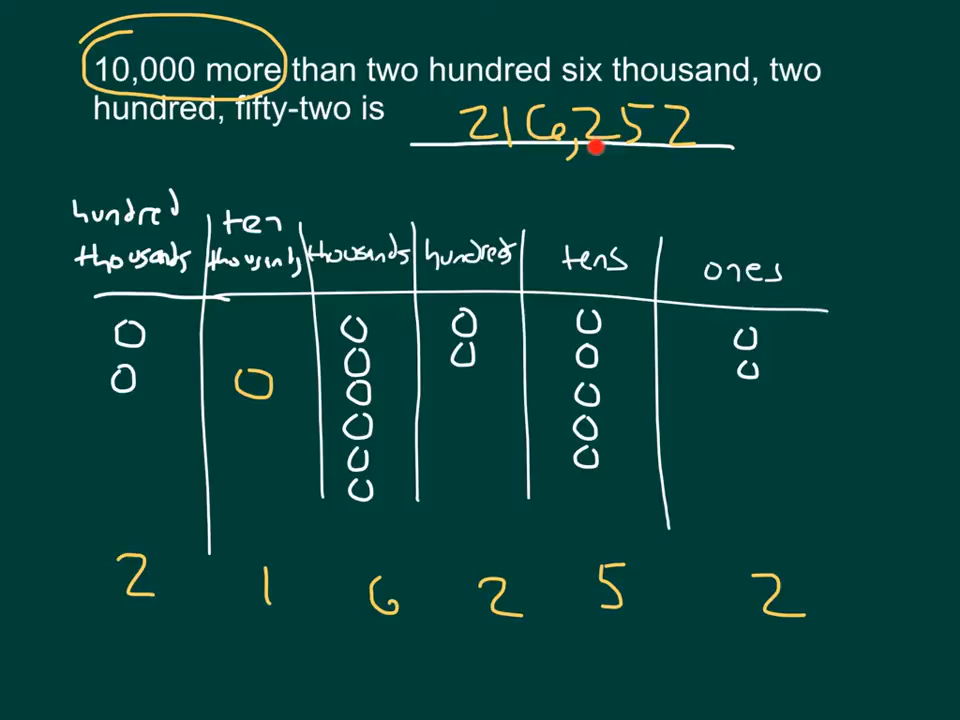 10,000 more than two hundred six thousand, two
hundred, fifty-two is
216,252
hundred thousands ten thousands thousands hundreds tens ones
2 1 6 2 5 2